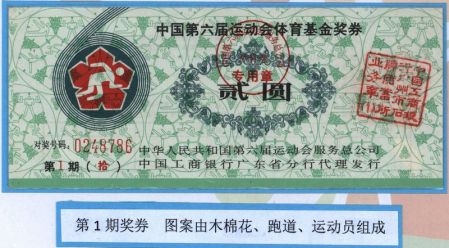 中国第六届运动会体育基金奖券
专用章
贰圆
对奖号码:0248786
第1期(拾)
中华人民共和国第六届运动会服务总公司
中国工商银行广东省分行代理发行
第1期奖券 图案由木棉花、跑道、运动员组成